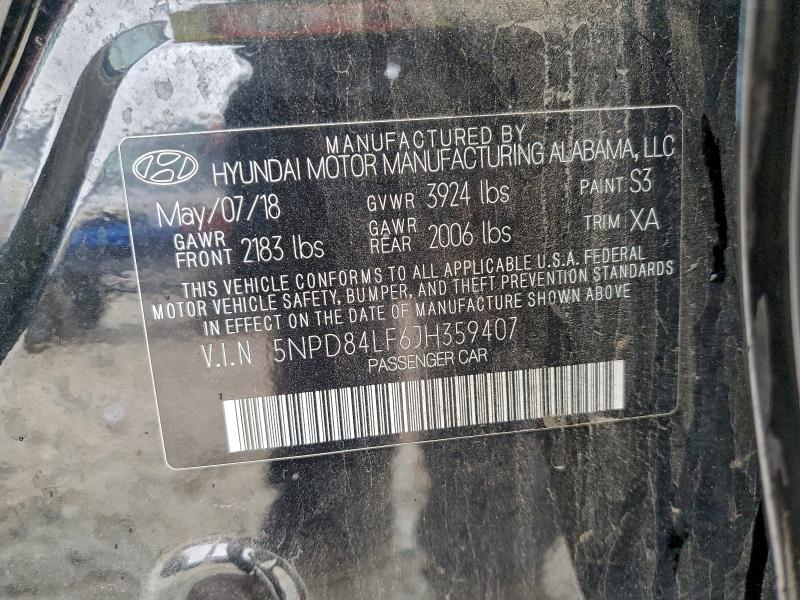 MANUFACTURED BY
HYUNDAI MOTOR MANUFACTURING ALABAMA, LLC
May/07/18 GVWR 3924 lbs PAINT S3
GAWR FRONT 2183 lbs GAWR REAR 2006 lbs TRIM XA
THIS VEHICLE CONFORMS TO ALL APPLICABLE U.S.A. FEDERAL
MOTOR VEHICLE SAFETY, BUMPER, AND THEFT PREVENTION STANDARDS
IN EFFECT ON THE DATE OF MANUFACTURE SHOWN ABOVE
V.I.N 5NPD84LF6JH359407
PASSENGER CAR